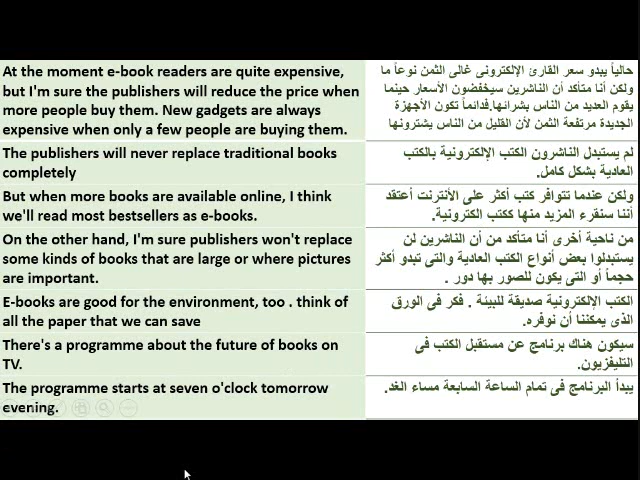 At the moment e-book readers are quite expensive,
but I'm sure the publishers will reduce the price when
more people buy them. New gadgets are always
expensive when only a few people are buying them.
حالياً يبدو سعر القارئ الإلكترونى غالى الثمن نوعاً ما
ولكن أنا متأكد أن الناشرين سيخفضون الأسعار حينما
يقوم العديد من الناس بشرائها.فدائماً تكون الأجهزة
الجديدة مرتفعة الثمن لأن القليل من الناس يشترونها
The publishers will never replace traditional books
completely
لم يستبدل الناشرون الكتب الإلكترونية بالكتب
العادية بشكل كامل.
But when more books are available online, I think
we'll read most bestsellers as e-books.
ولكن عندما تتوافر كتب أكثر على الأنترنت أعتقد
أننا سنقرء المزيد منها ككتب الكترونية.
On the other hand, I'm sure publishers won't replace
some kinds of books that are large or where pictures
are important.
من ناحية أخرى أنا متأكد من أن الناشرين لن
يستبدلوا بعض أنواع الكتب العادية والتى تبدو أكثر
حجماً أو التى يكون للصور بها دور .
E-books are good for the environment, too . think of
all the paper that we can save
الكتب الإلكترونية صديقة للبيئة . فكر فى الورق
الذى يمكننا أن نوفره.
There's a programme about the future of books on
TV.
سيكون هناك برنامج عن مستقبل الكتب فى
التليفزيون.
The programme starts at seven o'clock tomorrow
evening.
يبدأ البرنامج فى تمام الساعة السابعة مساء الغد.